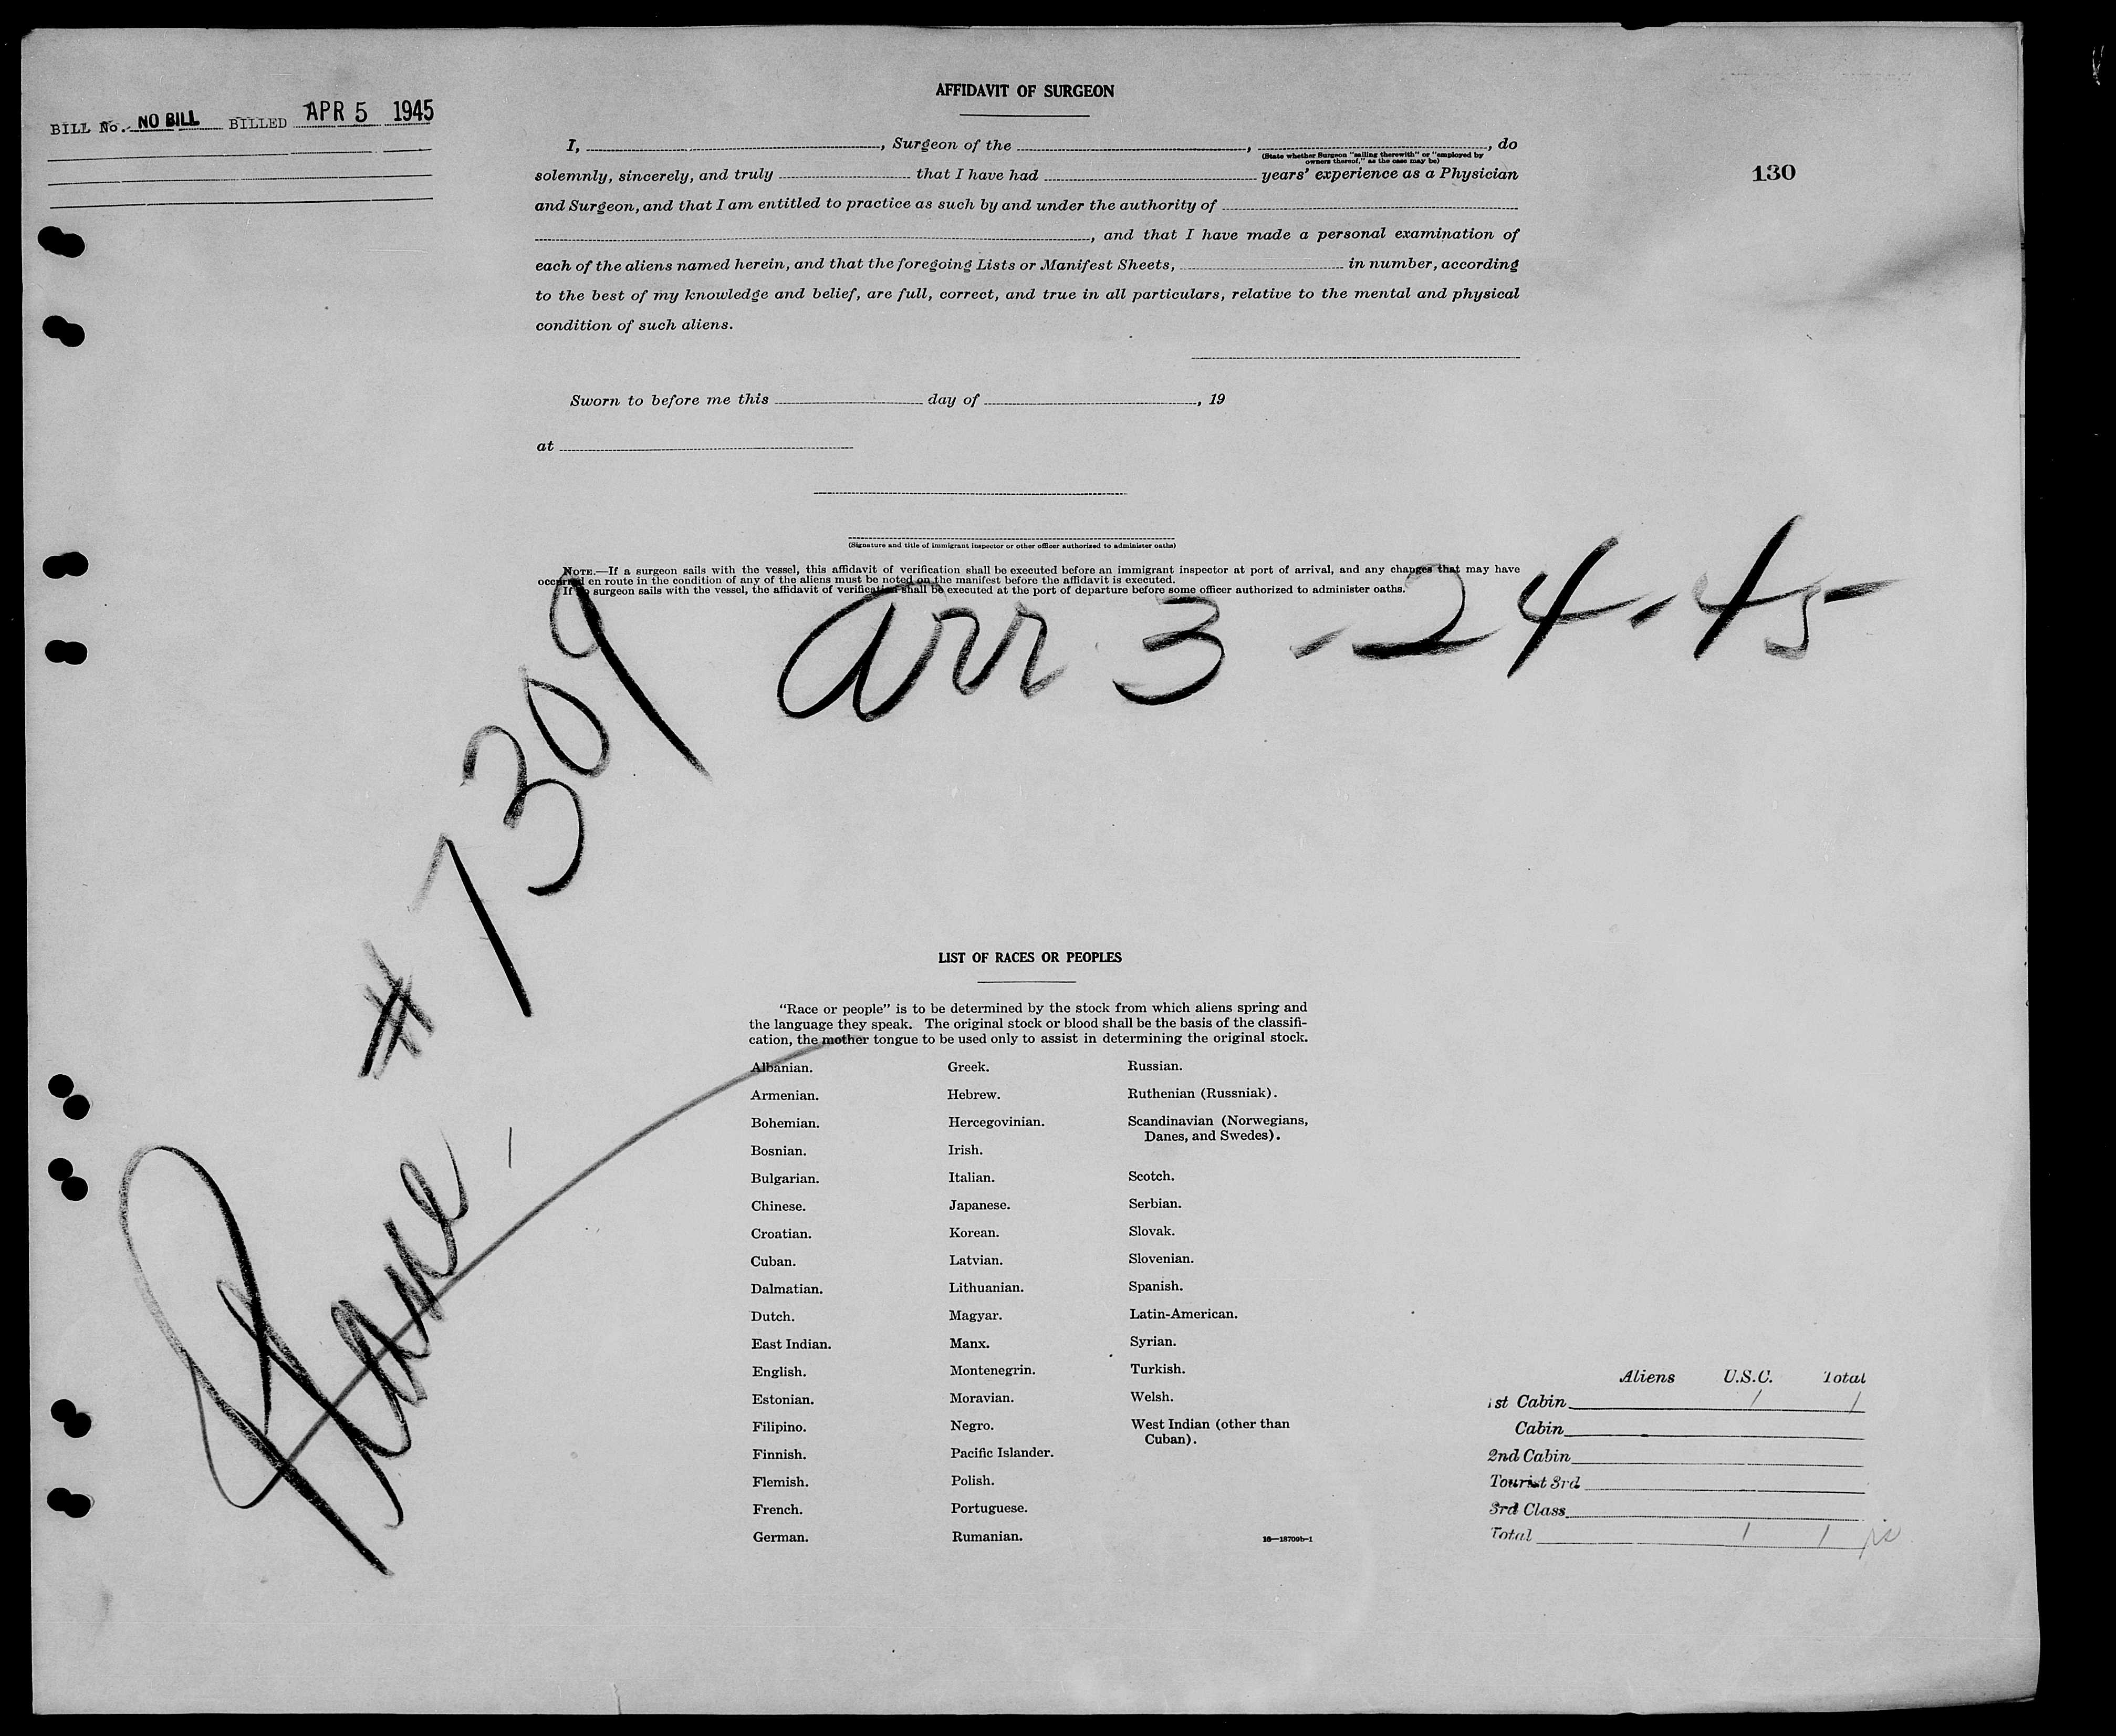 BILL No. NO BILL BILLED APR 5 1945
AFFIDAVIT OF SURGEON
130
I, , Surgeon of the , , do
(State whether Surgeon "sailing therewith" or "employed by
owners thereof," as the case may be)
solemnly, sincerely, and truly that I have had years' experience as a Physician
and Surgeon, and that I am entitled to practice as such by and under the authority of
, and that I have made a personal examination of
each of the aliens named herein, and that the foregoing Lists or Manifest Sheets, in number, according
to the best of my knowledge and belief, are full, correct, and true in all particulars, relative to the mental and physical
condition of such aliens.
Sworn to before me this day of , 19
at
(Signature and title of immigrant inspector or other officer authorized to administer oaths)
NOTE.—If a surgeon sails with the vessel, this affidavit of verification shall be executed before an immigrant inspector at port of arrival, and any changes that may have
occurred en route in the condition of any of the aliens must be noted on the manifest before the affidavit is executed.
If no surgeon sails with the vessel, the affidavit of verification shall be executed at the port of departure before some officer authorized to administer oaths.
arr 3-24-45
Plane # 7309
LIST OF RACES OR PEOPLES
"Race or people" is to be determined by the stock from which aliens spring and
the language they speak. The original stock or blood shall be the basis of the classifi-
cation, the mother tongue to be used only to assist in determining the original stock.
Albanian.
Armenian.
Bohemian.
Bosnian.
Bulgarian.
Chinese.
Croatian.
Cuban.
Dalmatian.
Dutch.
East Indian.
English.
Estonian.
Filipino.
Finnish.
Flemish.
French.
German.
Greek.
Hebrew.
Hercegovinian.
Irish.
Italian.
Japanese.
Korean.
Latvian.
Lithuanian.
Magyar.
Manx.
Montenegrin.
Moravian.
Negro.
Pacific Islander.
Polish.
Portuguese.
Rumanian.
Russian.
Ruthenian (Russniak).
Scandinavian (Norwegians,
Danes, and Swedes).
Scotch.
Serbian.
Slovak.
Slovenian.
Spanish.
Latin-American.
Syrian.
Turkish.
Welsh.
West Indian (other than
Cuban).
16—18709b-1
Aliens U.S.C. Total
1st Cabin 1 1
Cabin
2nd Cabin
Tourist 3rd
3rd Class
Total 1 1